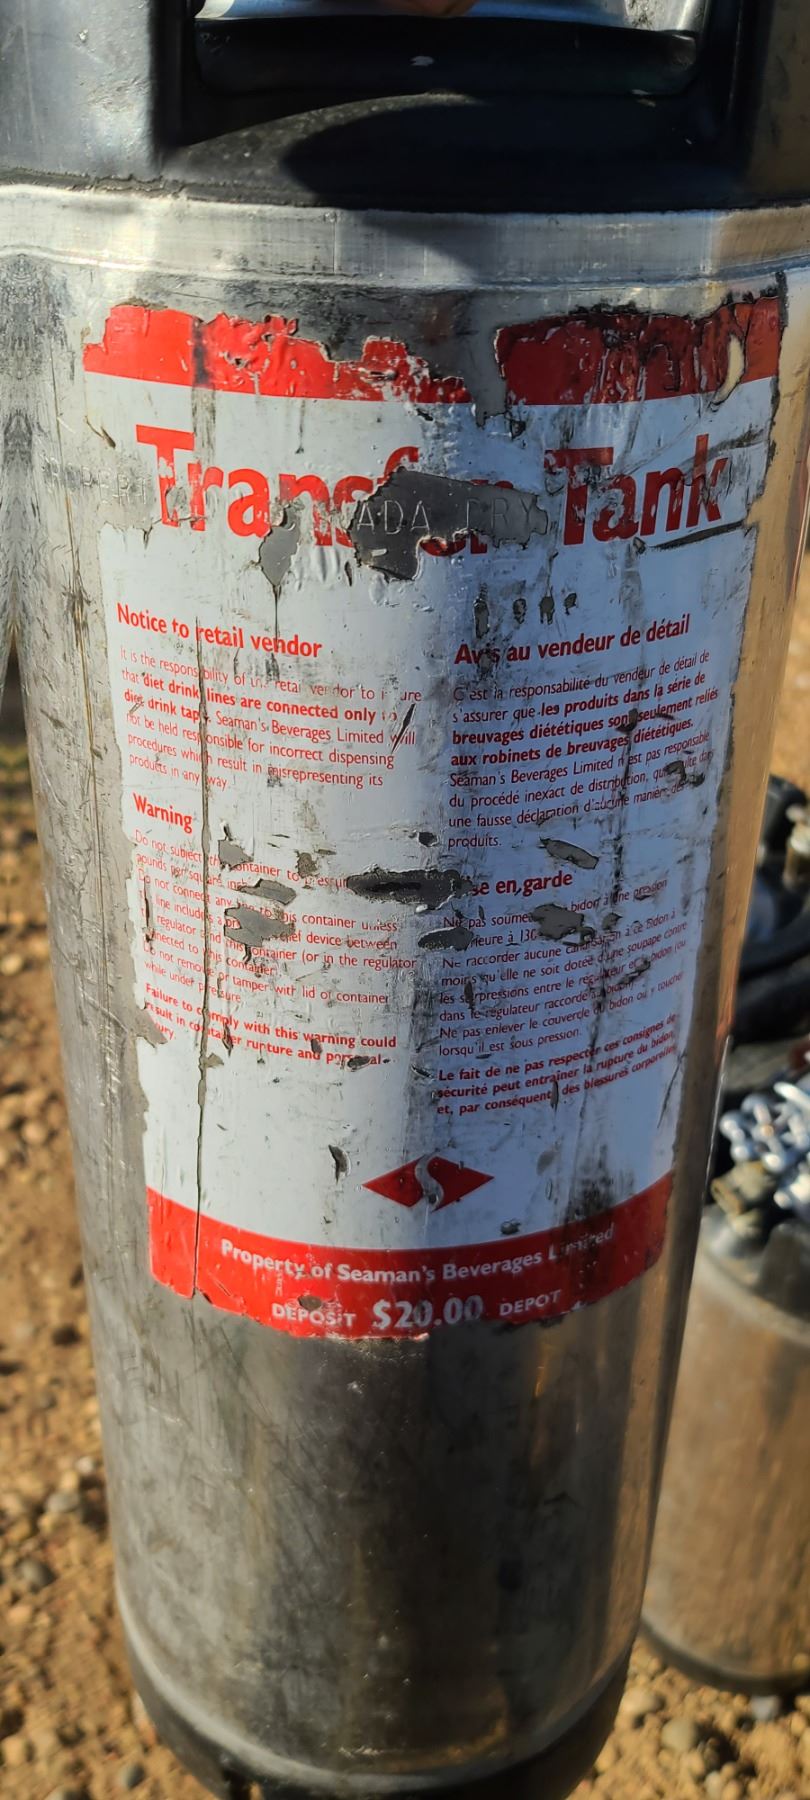 Transfer Tank
PROPERTY CANADA DRY
Notice to retail vendor
It is the responsibility of the retail vendor to
that diet drink lines are connected only to
diet drink taps. Seaman's Beverages Limited will
not be held responsible for incorrect dispensing
procedures which result in misrepresenting its
products in any way.
Warning
Do not subject this container to
pounds per square inch
Do not connect any to this container unless
line includes a device between
regulator and this container (or in the regulator
connected to this container)
Do not remove or tamper with lid of container
while under pressure.
Failure to comply with this warning could
result in container rupture and personal
injury.
Avis au vendeur de détail
C'est la responsabilité du vendeur de détail de
s'assurer que les produits dans la série de
breuvages diététiques sont seulement reliés
aux robinets de breuvages diététiques.
Seaman's Beverages Limited n'est pas responsable
du procédé inexact de distribution, qui
une fausse déclaration d'aucune manière
produits.
en garde
Ne pas bidon à une pression
à 130
Ne raccorder aucune à ce bidon à
moins qu'elle ne soit dotée d'une soupape contre
les surpressions entre le régulateur et le bidon (ou
dans le régulateur raccordé au bidon).
Ne pas enlever le couvercle du bidon ou y toucher
lorsqu'il est sous pression.
Le fait de ne pas respecter ces consignes de
sécurité peut entraîner la rupture du bidon
et, par conséquent, des blessures corporelles.
S
Property of Seaman's Beverages Limited
DEPOSIT $20.00 DEPOT